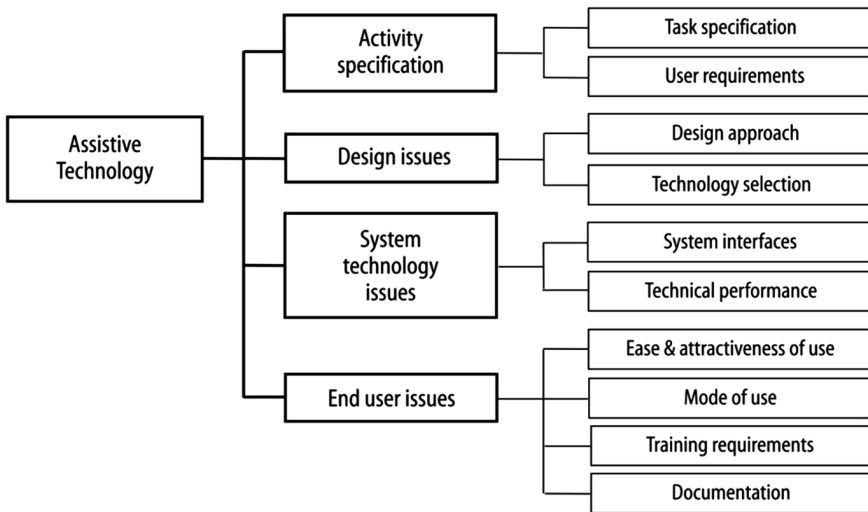 Assistive
Technology
Activity
specification
Task specification
User requirements
Design issues
Design approach
Technology selection
System
technology
issues
System interfaces
Technical performance
End user issues
Ease & attractiveness of use
Mode of use
Training requirements
Documentation